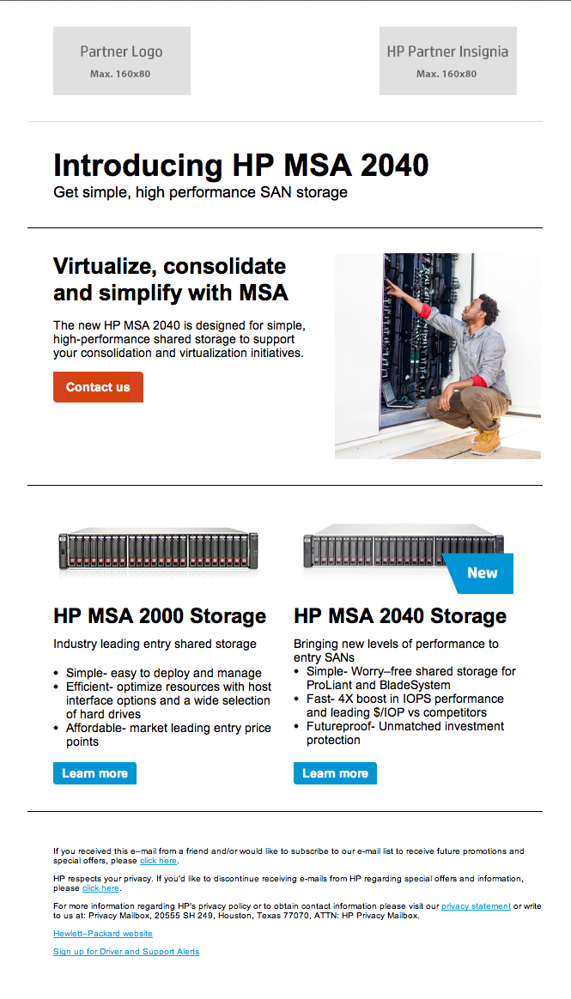 Partner Logo
Max. 160x80
HP Partner Insignia
Max. 160x80
Introducing HP MSA 2040
Get simple, high performance SAN storage
Virtualize, consolidate
and simplify with MSA
The new HP MSA 2040 is designed for simple,
high-performance shared storage to support
your consolidation and virtualization initiatives.
Contact us
HP MSA 2000 Storage
Industry leading entry shared storage
• Simple- easy to deploy and manage
• Efficient- optimize resources with host
interface options and a wide selection
of hard drives
• Affordable- market leading entry price
points
Learn more
New
HP MSA 2040 Storage
Bringing new levels of performance to
entry SANs
• Simple- Worry–free shared storage for
ProLiant and BladeSystem
• Fast- 4X boost in IOPS performance
and leading $/IOP vs competitors
• Futureproof- Unmatched investment
protection
Learn more
If you received this e–mail from a friend and/or would like to subscribe to our e-mail list to receive future promotions and
special offers, please click here.
HP respects your privacy. If you'd like to discontinue receiving e-mails from HP regarding special offers and information,
please click here.
For more information regarding HP's privacy policy or to obtain contact information please visit our privacy statement or write
to us at: Privacy Mailbox, 20555 SH 249, Houston, Texas 77070, ATTN: HP Privacy Mailbox.
Hewlett–Packard website
Sign up for Driver and Support Alerts